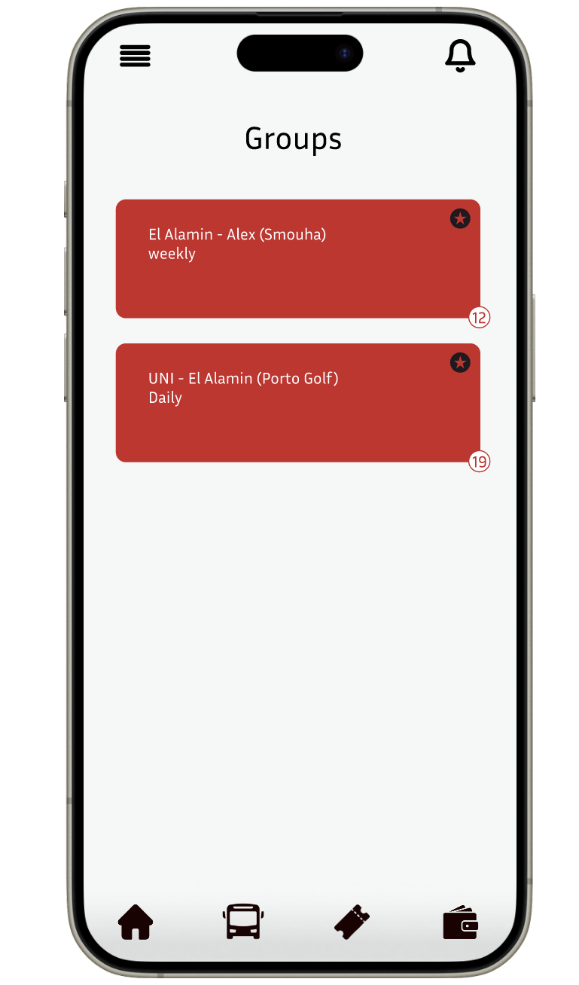 Groups
El Alamin - Alex (Smouha)
weekly
12
UNI - El Alamin (Porto Golf)
Daily
19